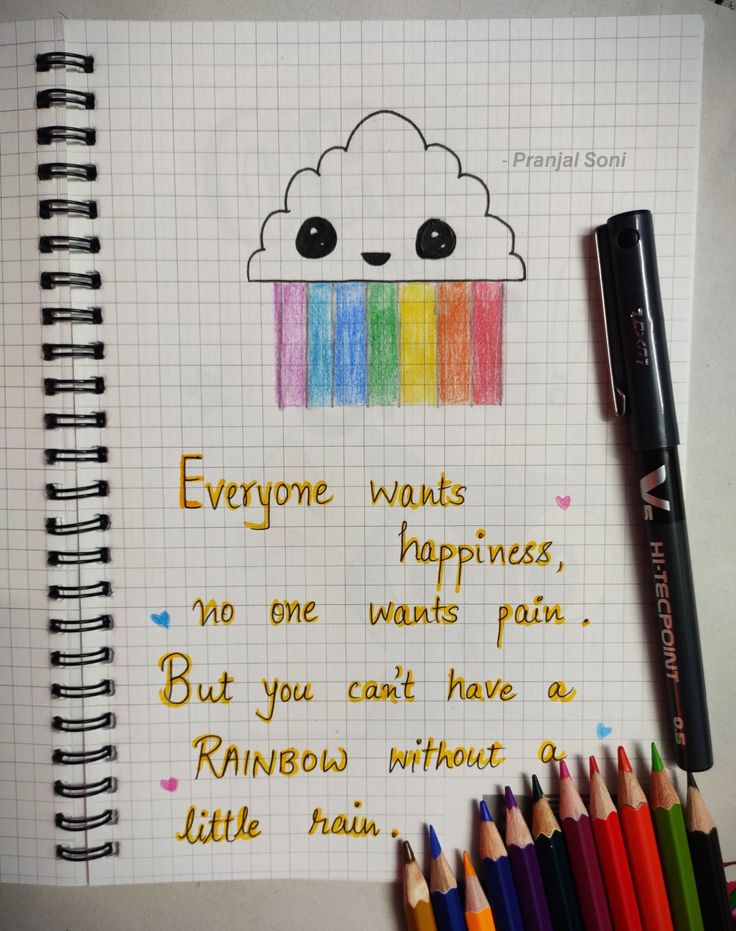 - Pranjal Soni
Everyone wants
happiness,
no one wants pain.
But you can't have a
RAINBOW without a
little rain.
V5
HI-TECPOINT 0.5